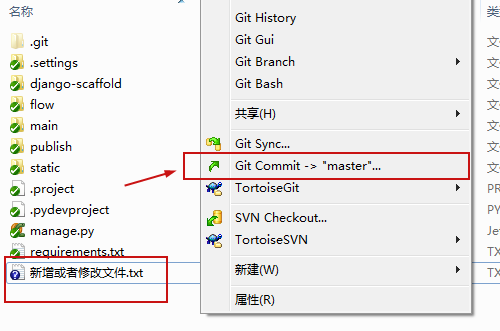 名称
类
.git
文
.settings
文
django-scaffold
文
flow
文
main
文
publish
文
static
文
.project
PR
.pydevproject
PY
manage.py
Je
requirements.txt
TX
新增或者修改文件.txt
TX
Git History
Git Gui
Git Branch
Git Bash
共享(H)
Git Sync...
Git Commit -> "master"...
TortoiseGit
SVN Checkout...
TortoiseSVN
新建(W)
属性(R)